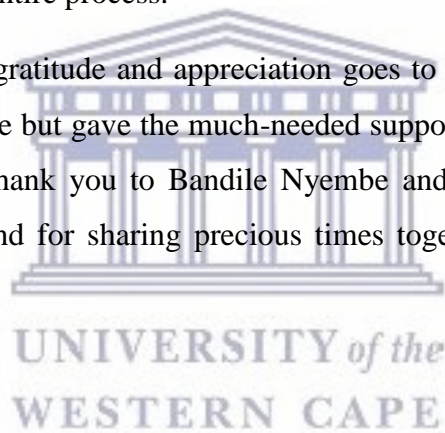 ntire process.
gratitude and appreciation goes to
e but gave the much-needed suppo
hank you to Bandile Nyembe and
nd for sharing precious times toge
UNIVERSITY of the
WESTERN CAPE